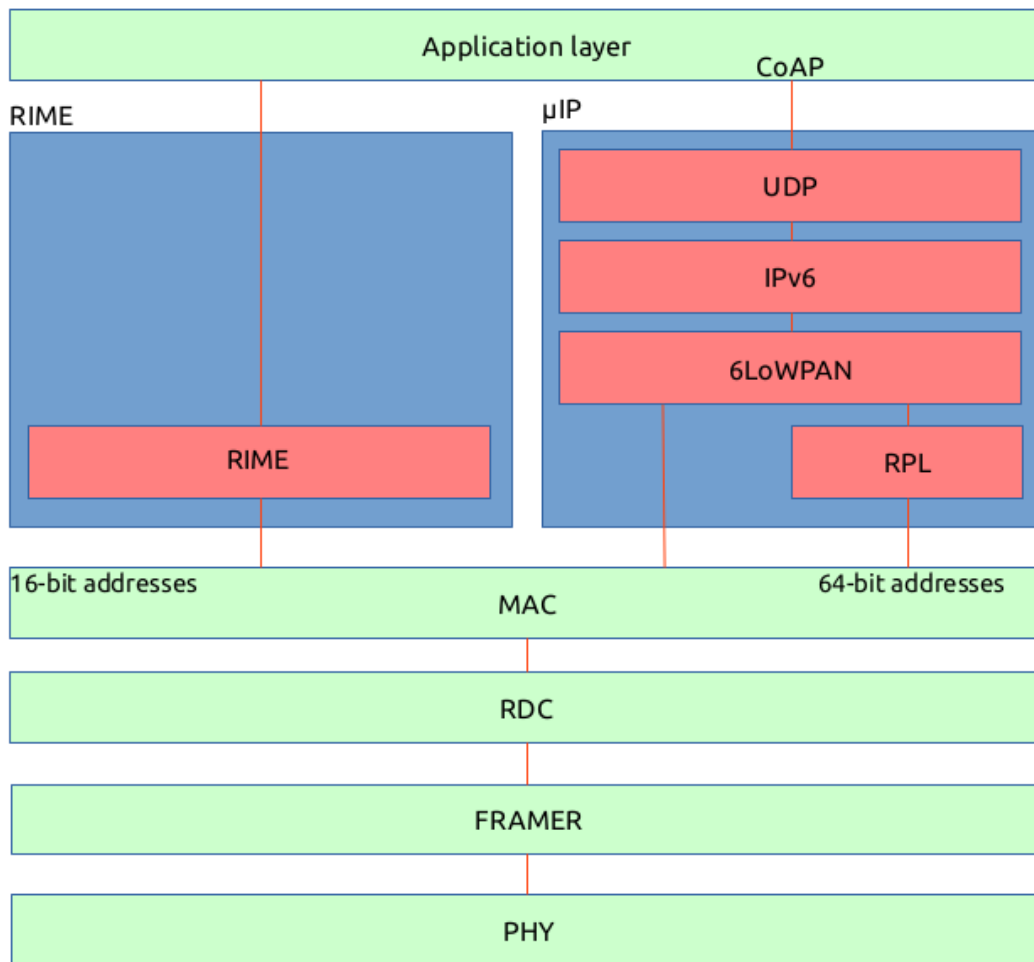 Application layer
CoAP
RIME
µIP
UDP
IPv6
6LoWPAN
RIME
RPL
16-bit addresses
64-bit addresses
MAC
RDC
FRAMER
PHY